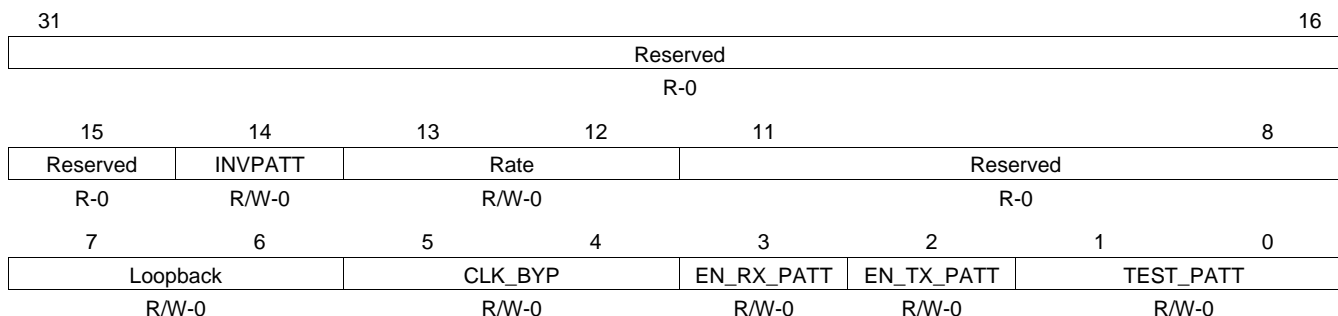 31 16
Reserved
R-0
15 14 13 12 11 8
Reserved INVPATT Rate Reserved
R-0 R/W-0 R/W-0 R-0
7 6 5 4 3 2 1 0
Loopback CLK_BYP EN_RX_PATT EN_TX_PATT TEST_PATT
R/W-0 R/W-0 R/W-0 R/W-0 R/W-0